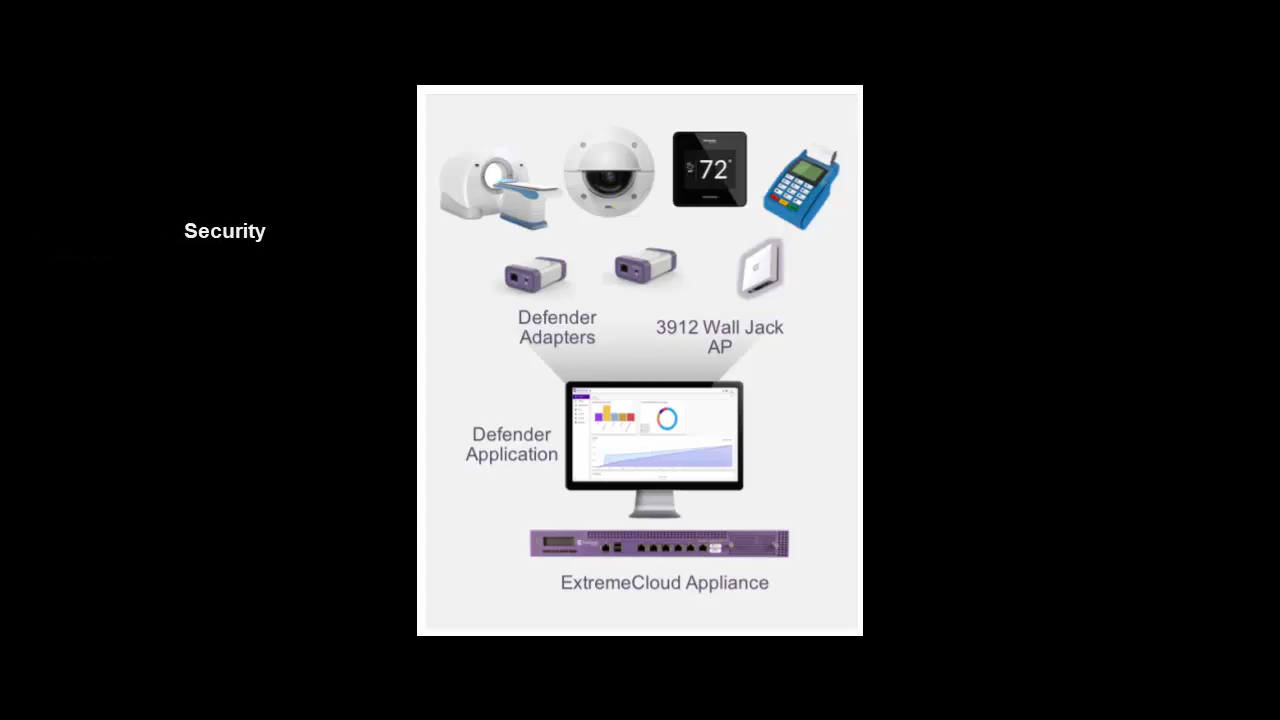 72°
Security
Defender
Adapters
3912 Wall Jack
AP
Defender
Application
ExtremeCloud Appliance